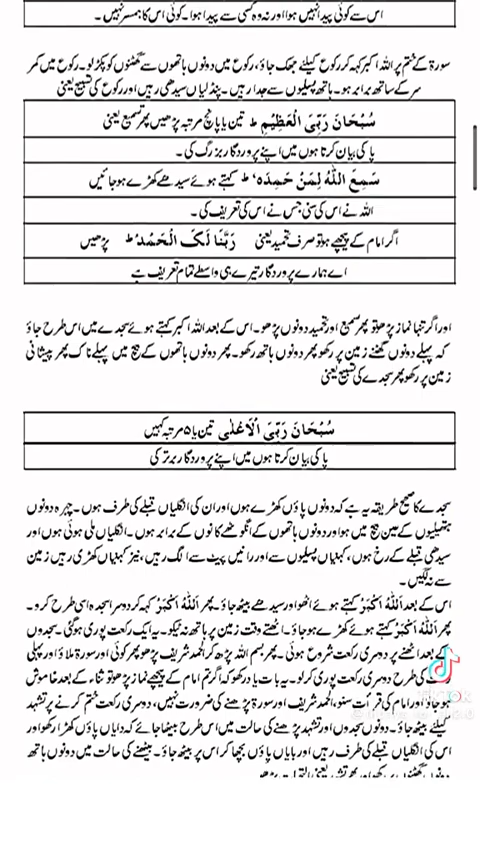 اس سے کوئی پیدا نہیں ہوا اور نہ وہ کسی سے پیدا ہوا۔ کوئی اس کا ہمسر نہیں۔
سورۃ کے ختم پر اللہ اکبر کہہ کر رکوع کیلئے جھک جاؤ، رکوع میں دونوں ہاتھوں سے گھٹنوں کو پکڑ لو۔ رکوع میں کمر
سر کے ساتھ برابر ہو۔ ہاتھ پسلیوں سے جدا رہیں۔ پنڈلیاں سیدھی رہیں اور رکوع کی تسبیح یعنی
سُبْحَانَ رَبِّیَ الْعَظِیْمِ ط تین یا پانچ مرتبہ پڑھیں پھر تسمیع یعنی
پاکی بیان کرتا ہوں میں اپنے پروردگار بزرگ کی۔
سَمِعَ اللّٰہُ لِمَنْ حَمِدَہ‘ ط کہتے ہوئے سیدھے کھڑے ہو جائیں
اللہ نے اس کی سنی جس نے اس کی تعریف کی۔
اگر امام کے پیچھے ہو تو صرف تحمید یعنی رَبَّنَا لَکَ الْحَمْدُ ط پڑھیں
اے ہمارے پروردگار تیرے ہی واسطے تمام تعریف ہے
اور اگر تنہا نماز پڑھو تو پھر تسمیع اور تحمید دونوں پڑھو۔ اس کے بعد اللہ اکبر کہتے ہوئے سجدے میں اس طرح جاؤ
کہ پہلے دونوں گھٹنے زمین پر رکھو پھر دونوں ہاتھ رکھو۔ پھر دونوں ہاتھوں کے بیچ میں پہلے ناک پھر پیشانی
زمین پر رکھو پھر سجدے کی تسبیح یعنی
سُبْحَانَ رَبِّیَ الْاَعْلٰی تین یا ۵ مرتبہ کہیں
پاکی بیان کرتا ہوں میں اپنے پروردگار برتر کی
سجدے کا صحیح طریقہ یہ ہے کہ دونوں پاؤں کھڑے ہوں اور ان کی انگلیاں قبلے کی طرف ہوں۔ چہرہ دونوں
ہتھیلیوں کے عین بیچ میں ہو اور دونوں ہاتھوں کے انگوٹھے کانوں کے برابر ہوں۔ انگلیاں ملی ہوئی ہوں اور
سیدھی قبلے کے رخ ہوں، کہنیاں پسلیوں سے اور رانیں پیٹ سے الگ رہیں، نیز کہنیاں کھڑی رہیں زمین
سے نہ لگیں۔
اس کے بعد اَللّٰہُ اَکْبَرُ کہتے ہوئے اٹھو اور سیدھے بیٹھ جاؤ۔ پھر اَللّٰہُ اَکْبَرُ کہہ کر دوسرا سجدہ اسی طرح کرو۔
پھر اَللّٰہُ اَکْبَرُ کہتے ہوئے کھڑے ہو جاؤ۔ اٹھتے وقت زمین پر ہاتھ نہ ٹیکو۔ یہ ایک رکعت پوری ہوگئی۔ سجدوں
کے بعد اٹھنے پر دوسری رکعت شروع ہوئی۔ پھر بسم اللہ پڑھ کر الحمد شریف پڑھو پھر کوئی اور سورۃ ملاؤ اور پہلی
کی طرح دوسری رکعت پوری کر لو۔ یہ بات یاد رکھو کہ اگر تم امام کے پیچھے نماز پڑھو تو ثناء کے بعد خاموش
ہو جاؤ اور امام کی قرأت سنو، الحمد شریف اور سورۃ پڑھنے کی ضرورت نہیں، دوسری رکعت ختم کرنے پر تشہد
کیلئے بیٹھ جاؤ۔ دونوں سجدوں اور تشہد پڑھنے کی حالت میں اس طرح بیٹھا جائے کہ دایاں پاؤں کھڑا رکھو اور
اس کی انگلیاں قبلے کی طرف رہیں اور بایاں پاؤں بچھا کر اس پر بیٹھ جاؤ۔ بیٹھنے کی حالت میں دونوں ہاتھ
TikTok